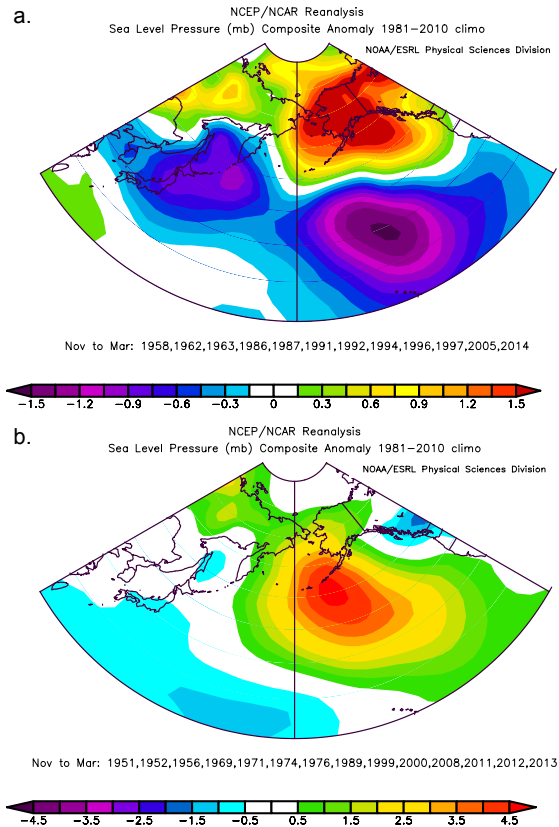 a.
NCEP/NCAR Reanalysis
Sea Level Pressure (mb) Composite Anomaly 1981−2010 climo
NOAA/ESRL Physical Sciences Division
Nov to Mar: 1958,1962,1963,1986,1987,1991,1992,1994,1996,1997,2005,2014
−1.5 −1.2 −0.9 −0.6 −0.3 0 0.3 0.6 0.9 1.2 1.5
b.
NCEP/NCAR Reanalysis
Sea Level Pressure (mb) Composite Anomaly 1981−2010 climo
NOAA/ESRL Physical Sciences Division
Nov to Mar: 1951,1952,1956,1969,1971,1974,1976,1989,1999,2000,2008,2011,2012,2013
−4.5 −3.5 −2.5 −1.5 −0.5 0.5 1.5 2.5 3.5 4.5